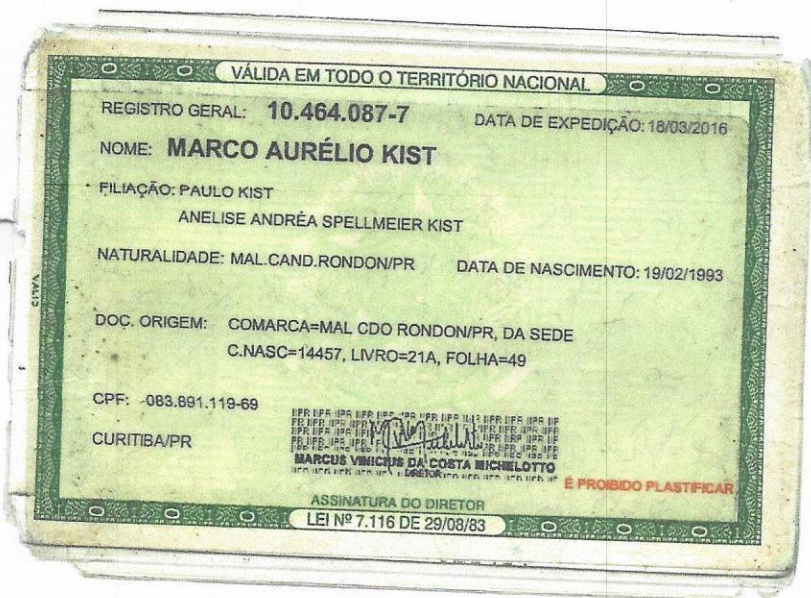 VÁLIDA EM TODO O TERRITÓRIO NACIONAL
REGISTRO GERAL: 10.464.087-7 DATA DE EXPEDIÇÃO: 18/03/2016
NOME: MARCO AURÉLIO KIST
FILIAÇÃO: PAULO KIST
ANELISE ANDRÉA SPELLMEIER KIST
NATURALIDADE: MAL.CAND.RONDON/PR DATA DE NASCIMENTO: 19/02/1993
DOC. ORIGEM: COMARCA=MAL CDO RONDON/PR, DA SEDE
C.NASC=14457, LIVRO=21A, FOLHA=49
CPF: 083.891.119-69
CURITIBA/PR
MARCUS VINICIUS DA COSTA MICHELOTTO
DIRETOR
É PROIBIDO PLASTIFICAR
ASSINATURA DO DIRETOR
LEI Nº 7.116 DE 29/08/83